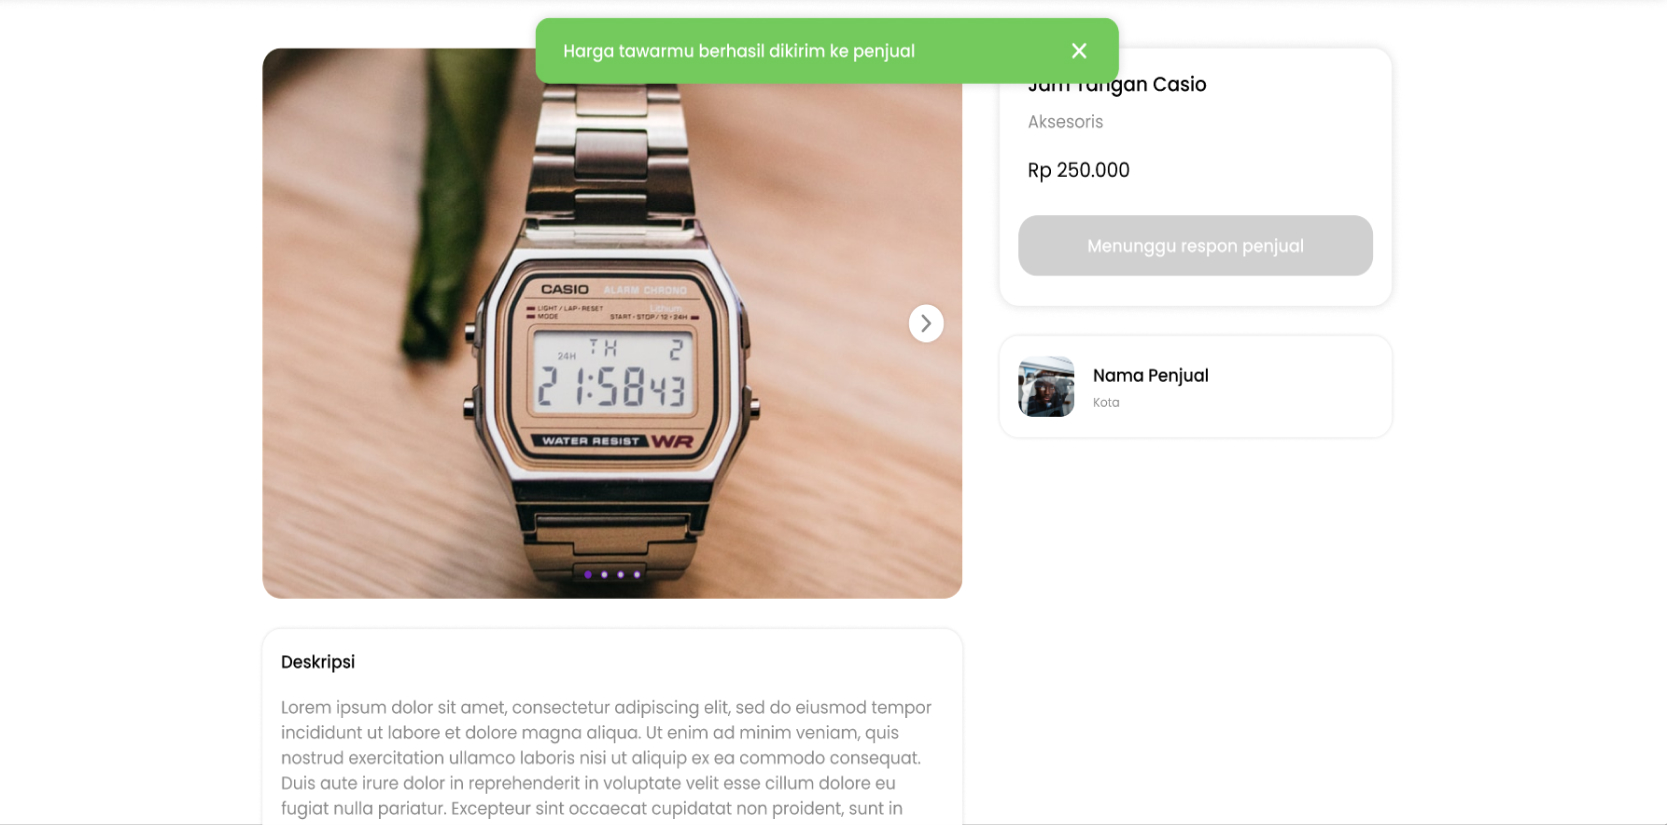 Harga tawarmu berhasil dikirim ke penjual
Jam Tangan Casio
Aksesoris
Rp 250.000
Menunggu respon penjual
CASIO ALARM CHRONO
Lithium
LIGHT / LAP-RESET
MODE
START-STOP / 12•24H
TH 2
24H
21:58 43
WATER RESIST WR
Nama Penjual
Kota
Deskripsi
Lorem ipsum dolor sit amet, consectetur adipiscing elit, sed do eiusmod tempor
incididunt ut labore et dolore magna aliqua. Ut enim ad minim veniam, quis
nostrud exercitation ullamco laboris nisi ut aliquip ex ea commodo consequat.
Duis aute irure dolor in reprehenderit in voluptate velit esse cillum dolore eu
fugiat nulla pariatur. Excepteur sint occaecat cupidatat non proident, sunt in